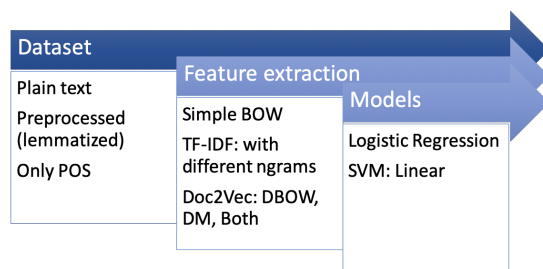 Dataset
Plain text
Preprocessed
(lemmatized)
Only POS
Feature extraction
Simple BOW
TF-IDF: with
different ngrams
Doc2Vec: DBOW,
DM, Both
Models
Logistic Regression
SVM: Linear